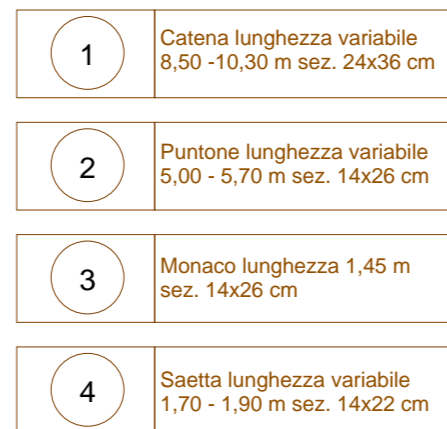 1
Catena lunghezza variabile
8,50 -10,30 m sez. 24x36 cm
2
Puntone lunghezza variabile
5,00 - 5,70 m sez. 14x26 cm
3
Monaco lunghezza 1,45 m
sez. 14x26 cm
4
Saetta lunghezza variabile
1,70 - 1,90 m sez. 14x22 cm